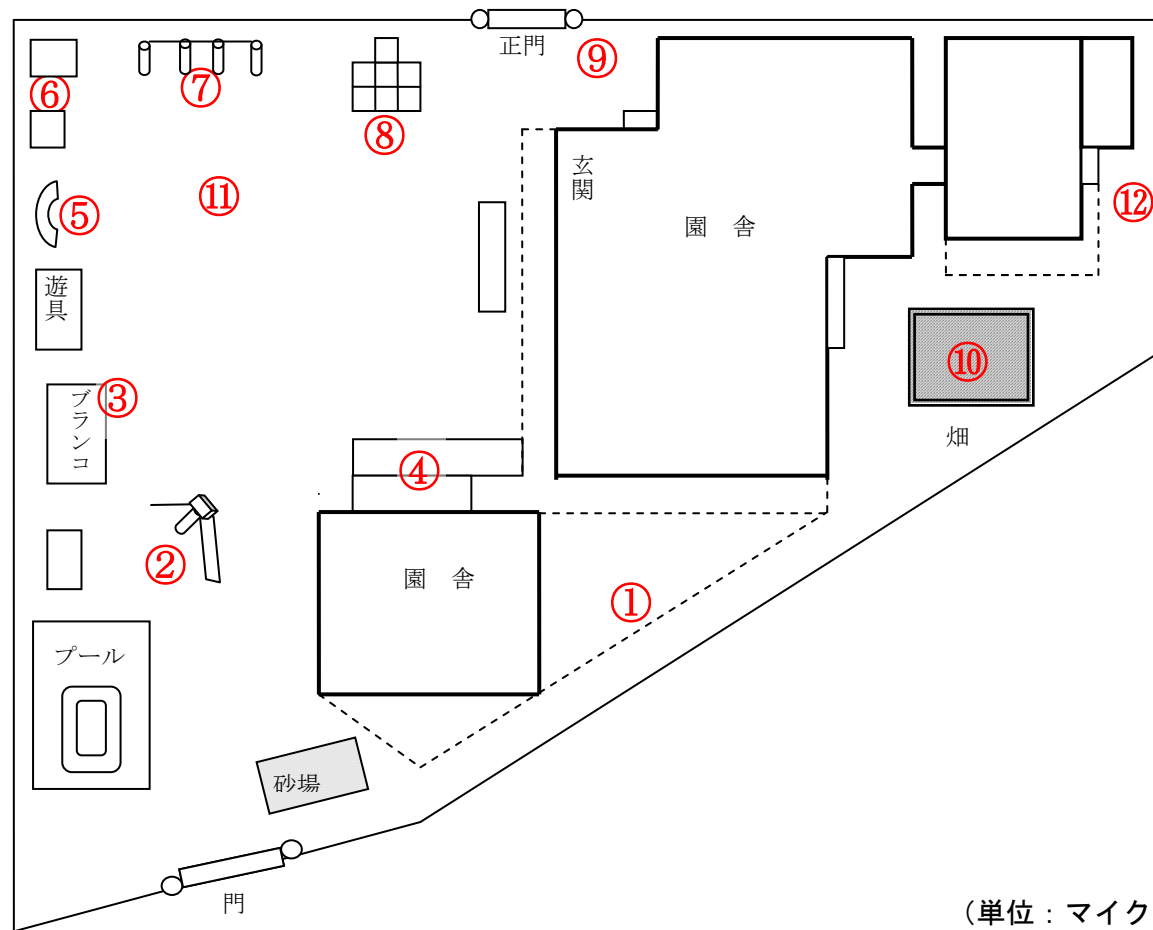 正門
⑨
⑥
⑦
⑧
玄関
園 舎
⑪
⑤
⑫
遊具
⑩
③
ブランコ
畑
④
②
園 舎
①
プール
砂場
門
(単位：マイク